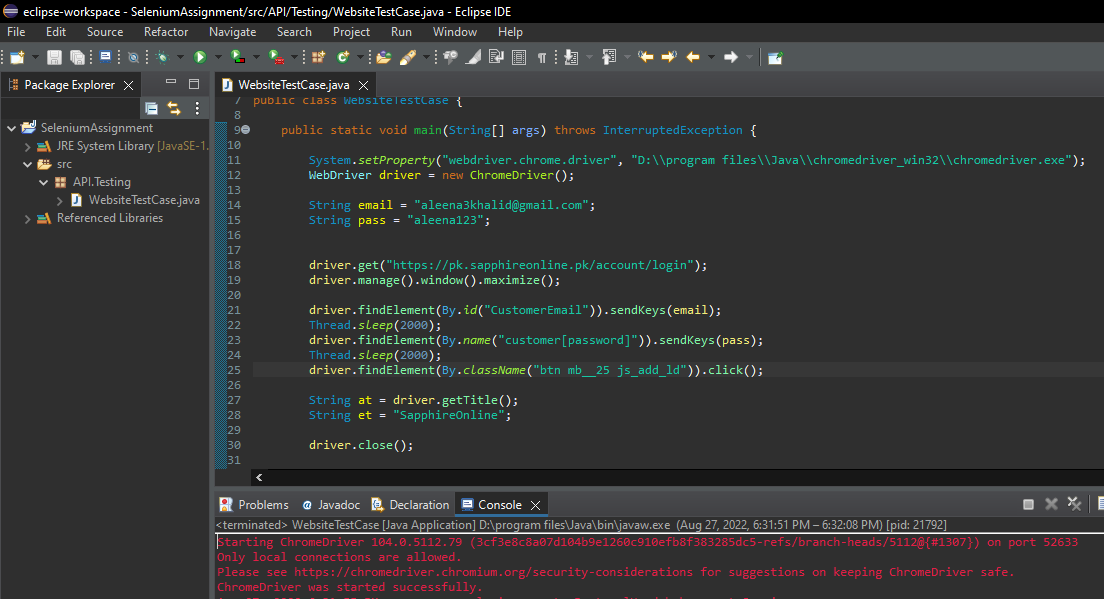 eclipse-workspace - SeleniumAssignment/src/API/Testing/WebsiteTestCase.java - Eclipse IDE
File Edit Source Refactor Navigate Search Project Run Window Help
Package Explorer
WebsiteTestCase.java
SeleniumAssignment
JRE System Library [JavaSE-1.
src
API.Testing
WebsiteTestCase.java
Referenced Libraries
7 public class WebsiteTestCase {
8
9 public static void main(String[] args) throws InterruptedException {
10
11 System.setProperty("webdriver.chrome.driver", "D:\\program files\\Java\\chromedriver_win32\\chromedriver.exe");
12 WebDriver driver = new ChromeDriver();
13
14 String email = "aleena3khalid@gmail.com";
15 String pass = "aleena123";
16
17
18 driver.get("https://pk.sapphireonline.pk/account/login");
19 driver.manage().window().maximize();
20
21 driver.findElement(By.id("CustomerEmail")).sendKeys(email);
22 Thread.sleep(2000);
23 driver.findElement(By.name("customer[password]")).sendKeys(pass);
24 Thread.sleep(2000);
25 driver.findElement(By.className("btn mb__25 js_add_ld")).click();
26
27 String at = driver.getTitle();
28 String et = "SapphireOnline";
29
30 driver.close();
31
Problems Javadoc Declaration Console
<terminated> WebsiteTestCase [Java Application] D:\program files\Java\bin\javaw.exe (Aug 27, 2022, 6:31:51 PM – 6:32:08 PM) [pid: 21792]
Starting ChromeDriver 104.0.5112.79 (3cf3e8c8a07d104b9e1260c910efb8f383285dc5-refs/branch-heads/5112@{#1307}) on port 52633
Only local connections are allowed.
Please see https://chromedriver.chromium.org/security-considerations for suggestions on keeping ChromeDriver safe.
ChromeDriver was started successfully.